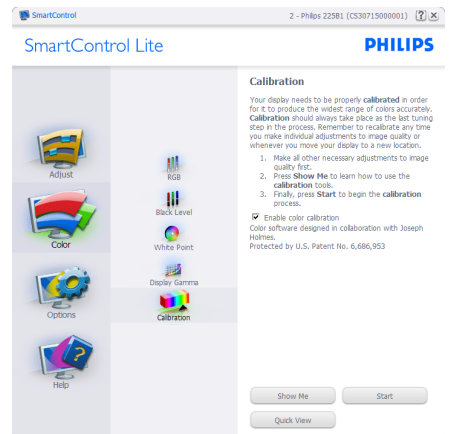 SmartControl
2 - Philips 225B1 (CS30715000001)
SmartControl Lite
PHILIPS
Adjust
Color
Options
Help
RGB
Black Level
White Point
Display Gamma
Calibration
Calibration
Your display needs to be properly calibrated in order
for it to produce the widest range of colors accurately.
Calibration should always take place as the last tuning
step in the process. Remember to recalibrate any time
you make individual adjustments to image quality or
whenever you move your display to a new location.
1. Make all other necessary adjustments to image
quality first.
2. Press Show Me to learn how to use the
calibration tools.
3. Finally, press Start to begin the calibration
process.
Enable color calibration
Color software designed in collaboration with Joseph
Holmes.
Protected by U.S. Patent No. 6,686,953
Show Me
Start
Quick View